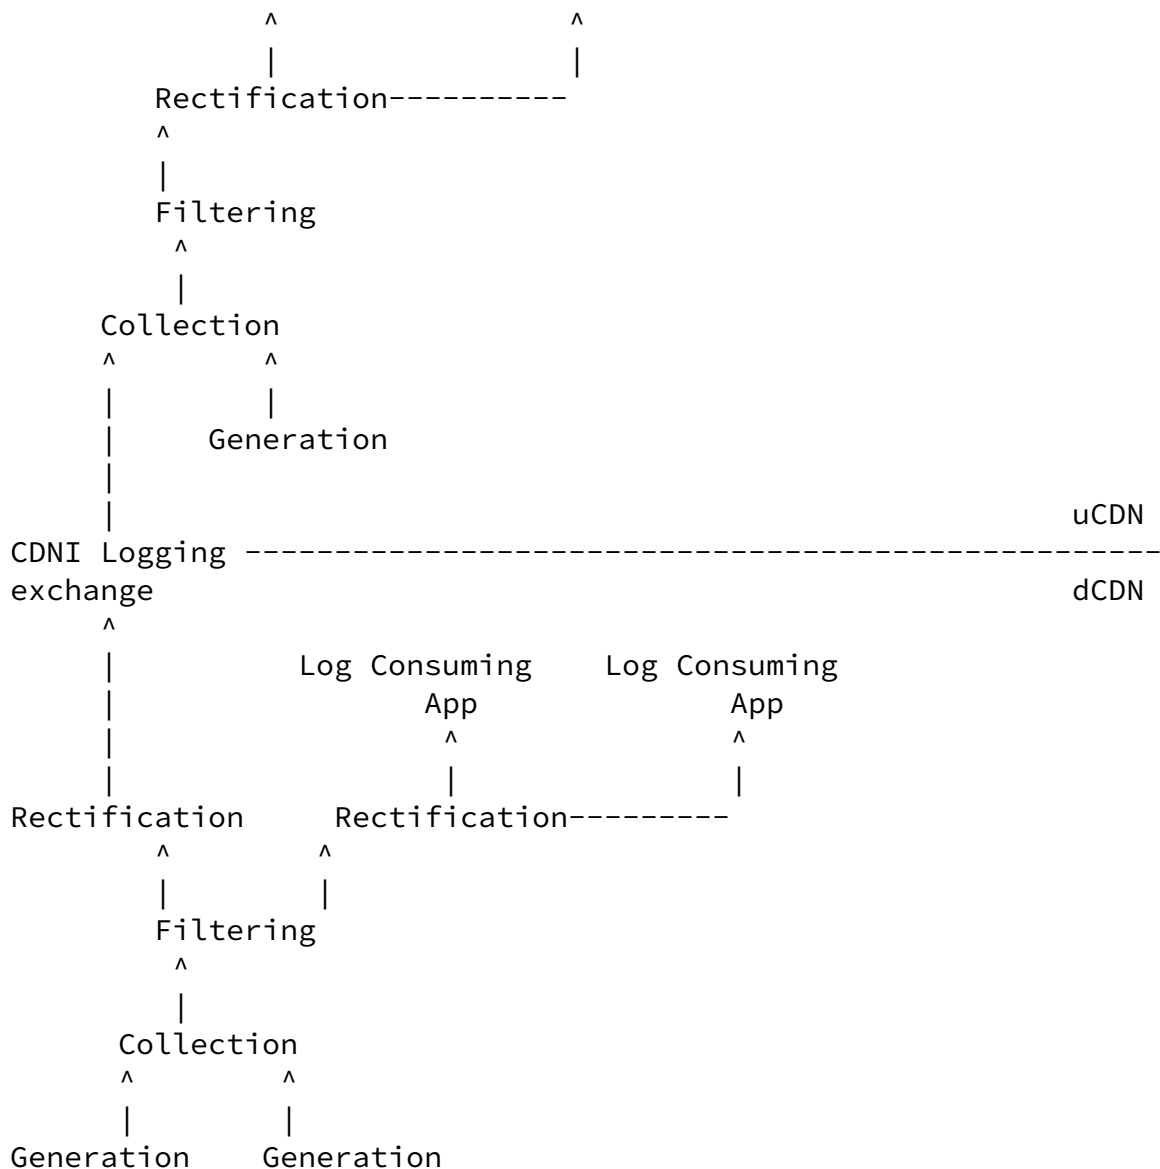 ^                ^
|                |
Rectification----------
^
|
Filtering
^
|
Collection
^        ^
|        |
|     Generation
|
|                                                     uCDN
CDNI Logging ---------------------------------------------------
exchange                                                   dCDN
^
|          Log Consuming    Log Consuming
|                 App              App
|                  ^               ^
|                  |               |
Rectification     Rectification---------
^        ^
|        |
Filtering
^
|
Collection
^        ^
|        |
Generation    Generation